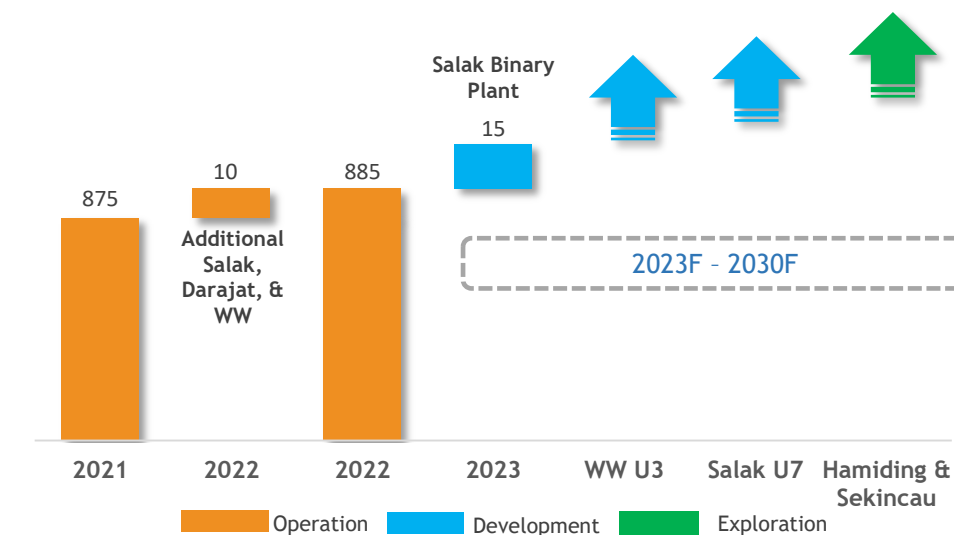 Salak Binary
Plant
15
10
885
875
Additional
Salak,
Darajat, &
WW
2023F – 2030F
2021
2022
2022
2023
WW U3
Salak U7
Hamiding &
Sekincau
Operation
Development
Exploration